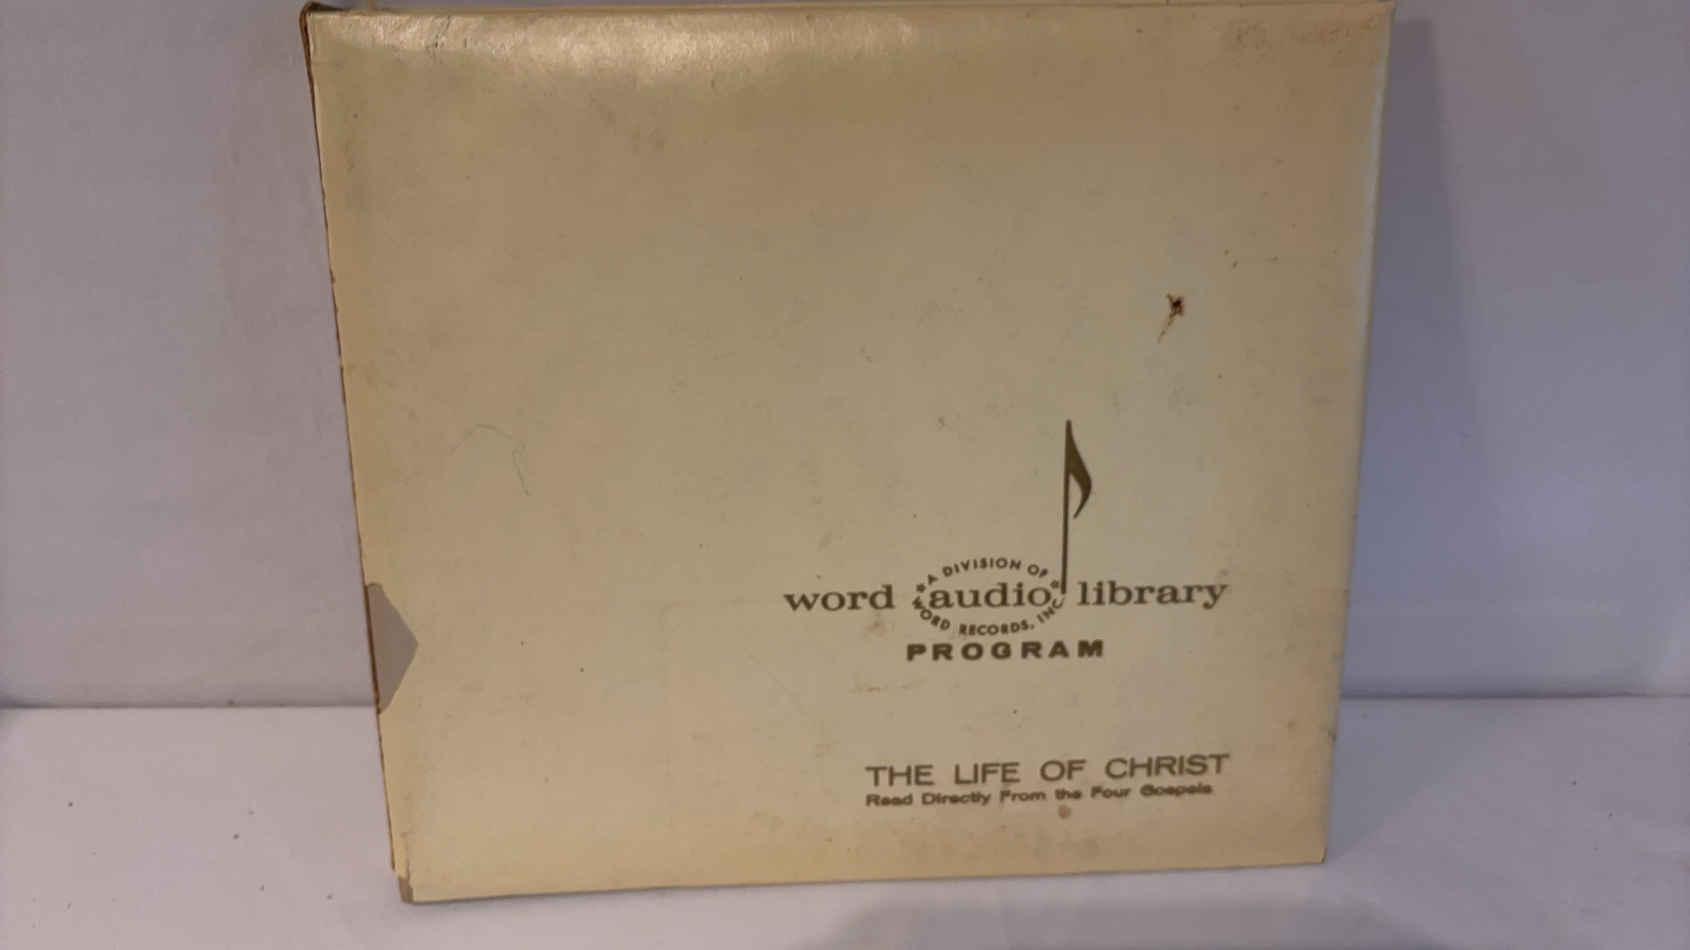 A DIVISION OF
word audio library
WORD RECORDS, INC.
PROGRAM
THE LIFE OF CHRIST
Read Directly From the Four Gospels